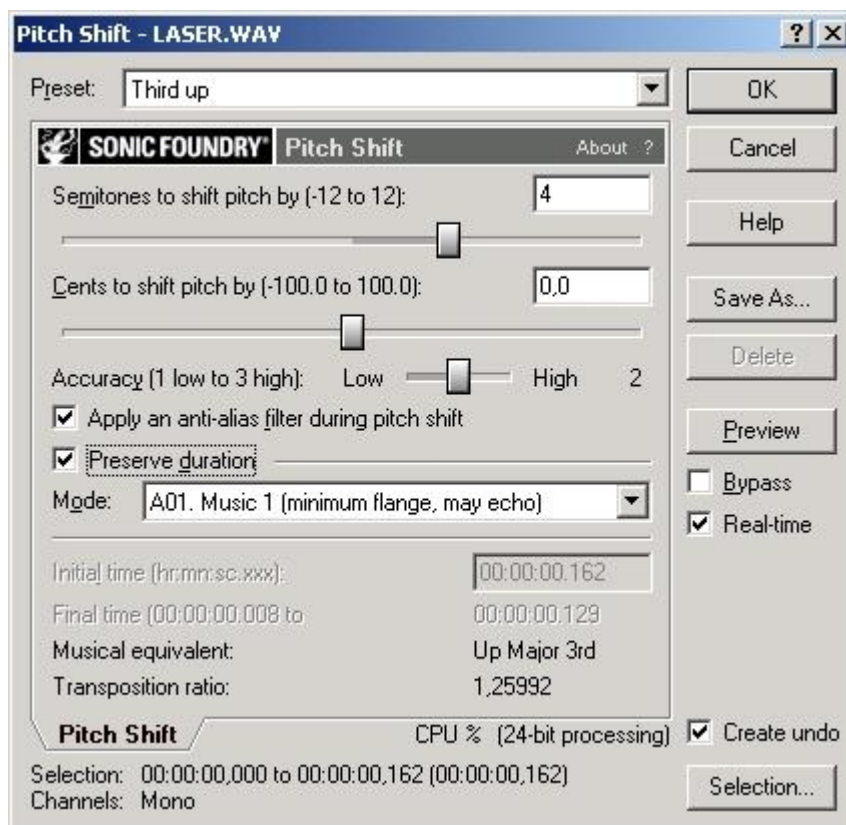 Pitch Shift - LASER.WAV
Preset: Third up
OK
SONIC FOUNDRY Pitch Shift About ?
Cancel
Semitones to shift pitch by (-12 to 12): 4
Help
Cents to shift pitch by (-100.0 to 100.0): 0,0
Save As...
Delete
Accuracy (1 low to 3 high): Low High 2
Apply an anti-alias filter during pitch shift
Preview
Preserve duration
Bypass
Mode: A01. Music 1 (minimum flange, may echo)
Real-time
Initial time (hr:mn:sc.xxx): 00:00:00.162
Final time (00:00:00.008 to 00:00:00.129
Musical equivalent: Up Major 3rd
Transposition ratio: 1,25992
Pitch Shift CPU % (24-bit processing)
Create undo
Selection: 00:00:00,000 to 00:00:00,162 (00:00:00,162)
Channels: Mono
Selection...